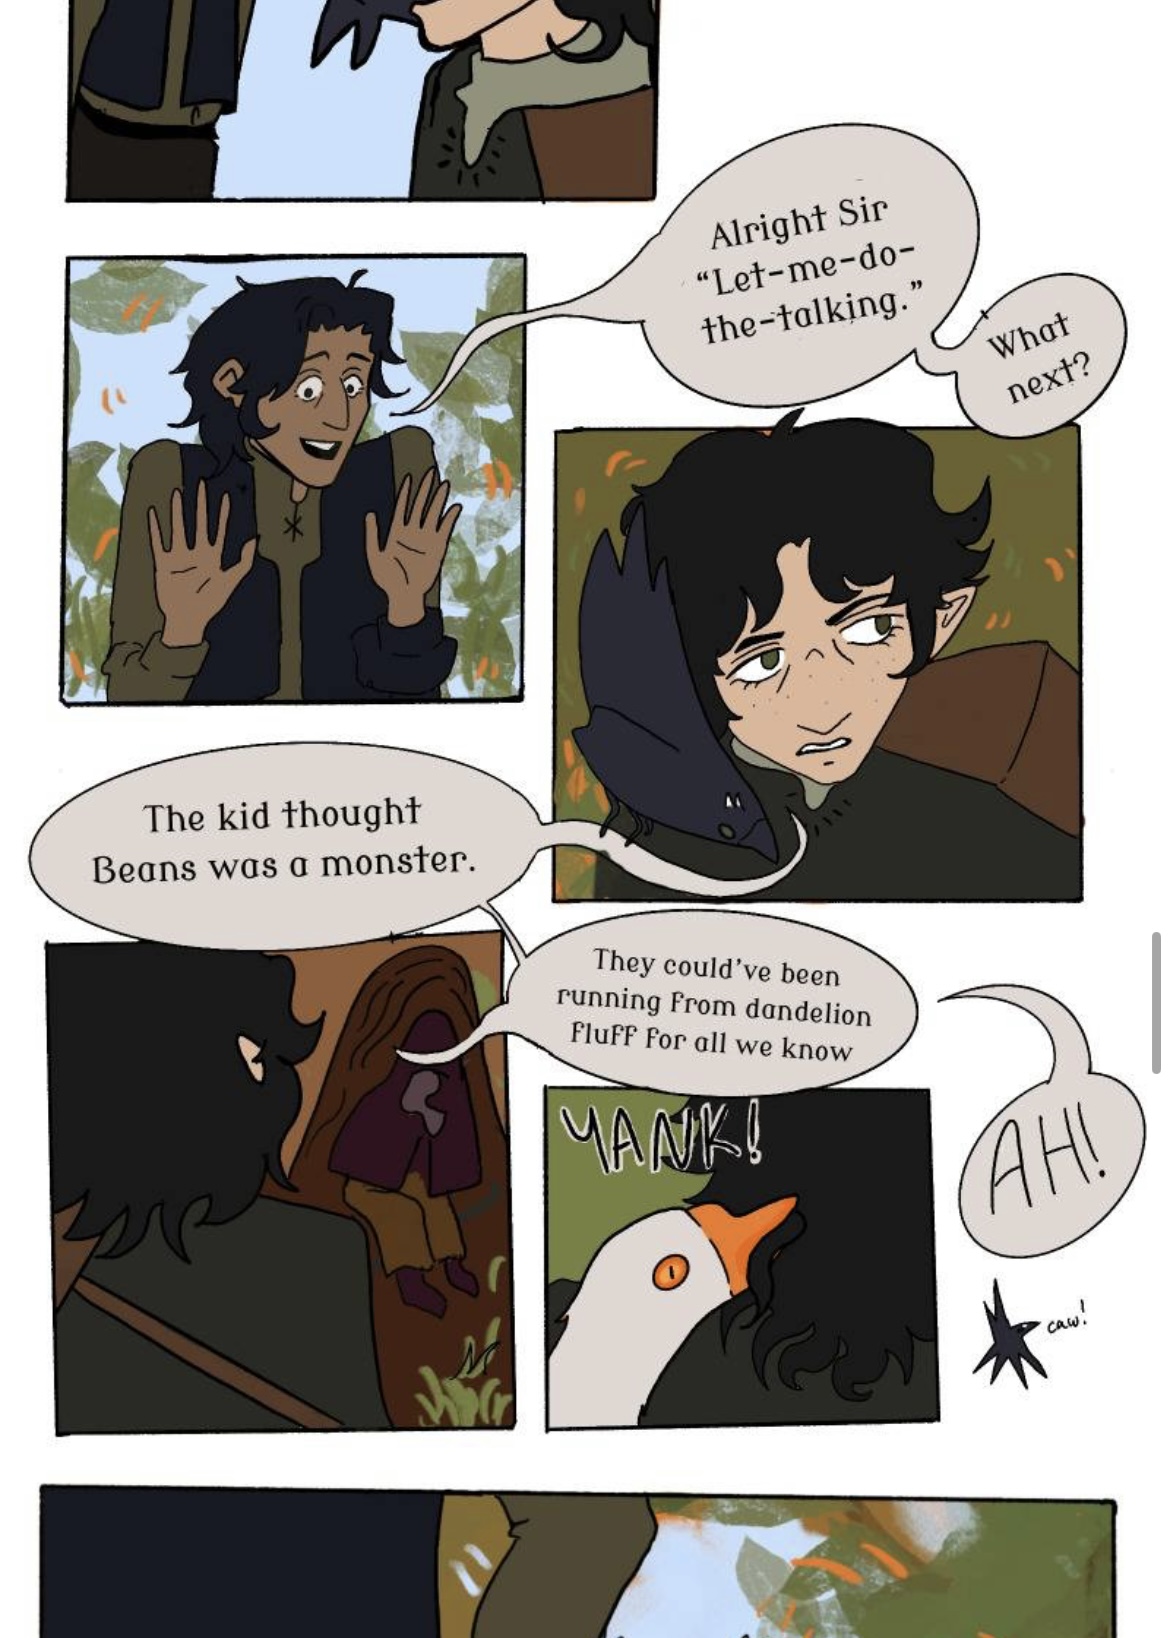 Alright Sir
“Let-me-do-
the-talking.”
What
next?
The kid thought
Beans was a monster.
They could’ve been
running from dandelion
fluff for all we know
YANK!
AH!
caw!